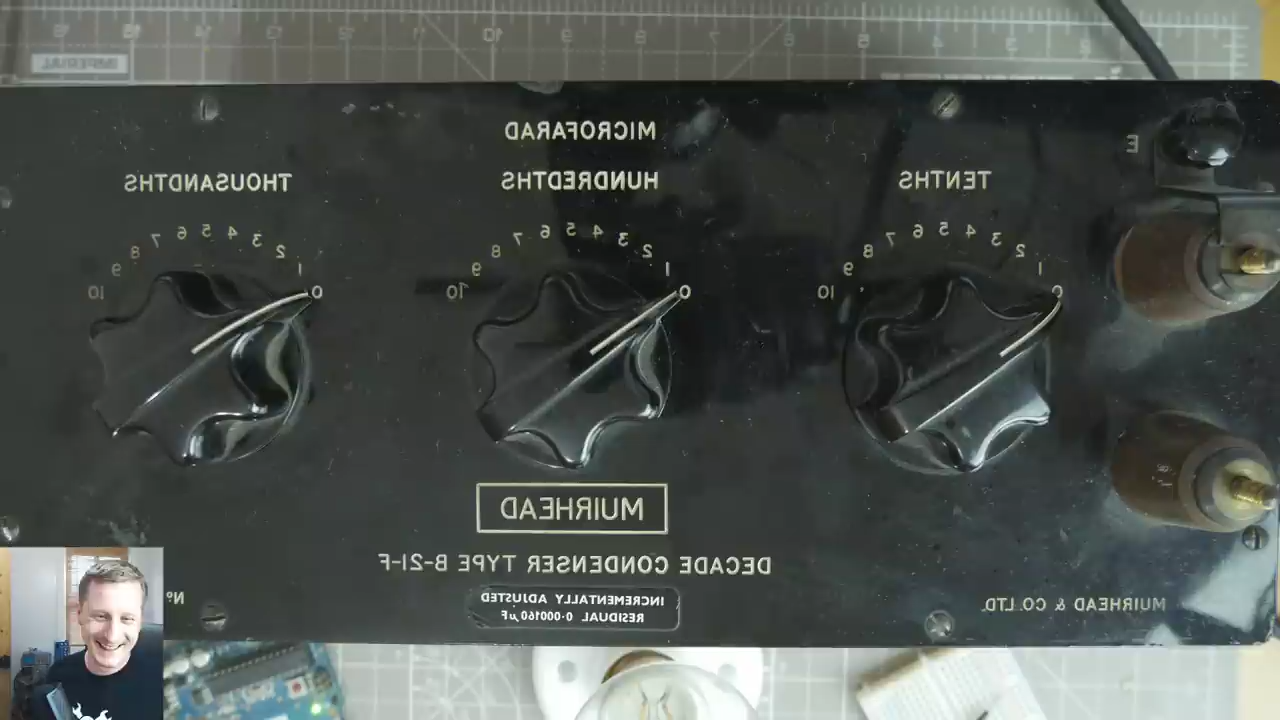 MICROFARAD
TENTHS
HUNDREDTHS
THOUSANDTHS
0 1 2 3 4 5 6 7 8 9 10
0 1 2 3 4 5 6 7 8 9 10
0 1 2 3 4 5 6 7 8 9 10
E
MUIRHEAD
DECADE CONDENSER TYPE B-21-F
INCREMENTALLY ADJUSTED
RESIDUAL 0·000160 µF
MUIRHEAD & CO. LTD.
Nº
IMPERIAL